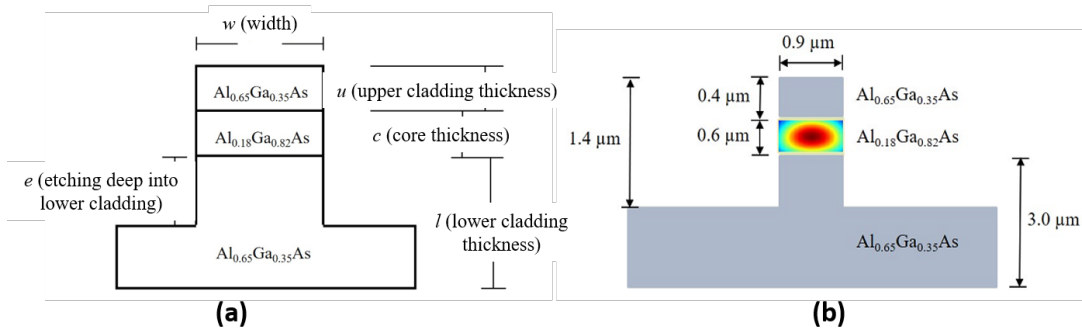 w (width)
Al0.65Ga0.35As
u (upper cladding thickness)
Al0.18Ga0.82As
c (core thickness)
e (etching deep into
lower cladding)
l (lower cladding
thickness)
Al0.65Ga0.35As
(a)
0.9 µm
0.4 µm
Al0.65Ga0.35As
1.4 µm
0.6 µm
Al0.18Ga0.82As
3.0 µm
Al0.65Ga0.35As
(b)